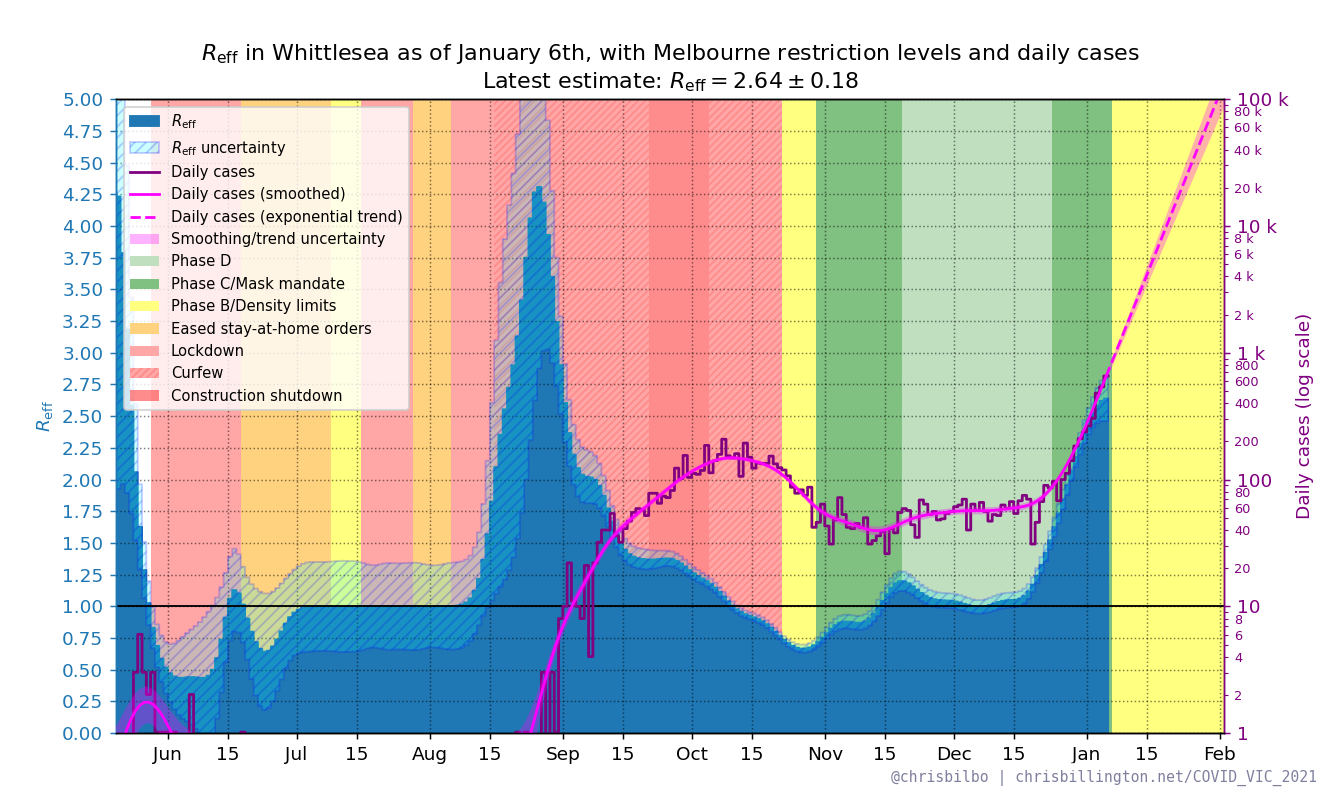 R_eff in Whittlesea as of January 6th, with Melbourne restriction levels and daily cases
Latest estimate: R_eff = 2.64 ± 0.18
5.00
4.75
4.50
4.25
4.00
3.75
3.50
3.25
3.00
2.75
2.50
2.25
2.00
1.75
1.50
1.25
1.00
0.75
0.50
0.25
0.00
R_eff
R_eff
R_eff uncertainty
Daily cases
Daily cases (smoothed)
Daily cases (exponential trend)
Smoothing/trend uncertainty
Phase D
Phase C/Mask mandate
Phase B/Density limits
Eased stay-at-home orders
Lockdown
Curfew
Construction shutdown
100 k
80 k
60 k
40 k
20 k
10 k
8 k
6 k
4 k
2 k
1 k
800
600
400
200
100
80
60
40
20
10
8
6
4
2
1
Daily cases (log scale)
Jun 15 Jul 15 Aug 15 Sep 15 Oct 15 Nov 15 Dec 15 Jan 15 Feb
@chrisbilbo | chrisbillington.net/COVID_VIC_2021